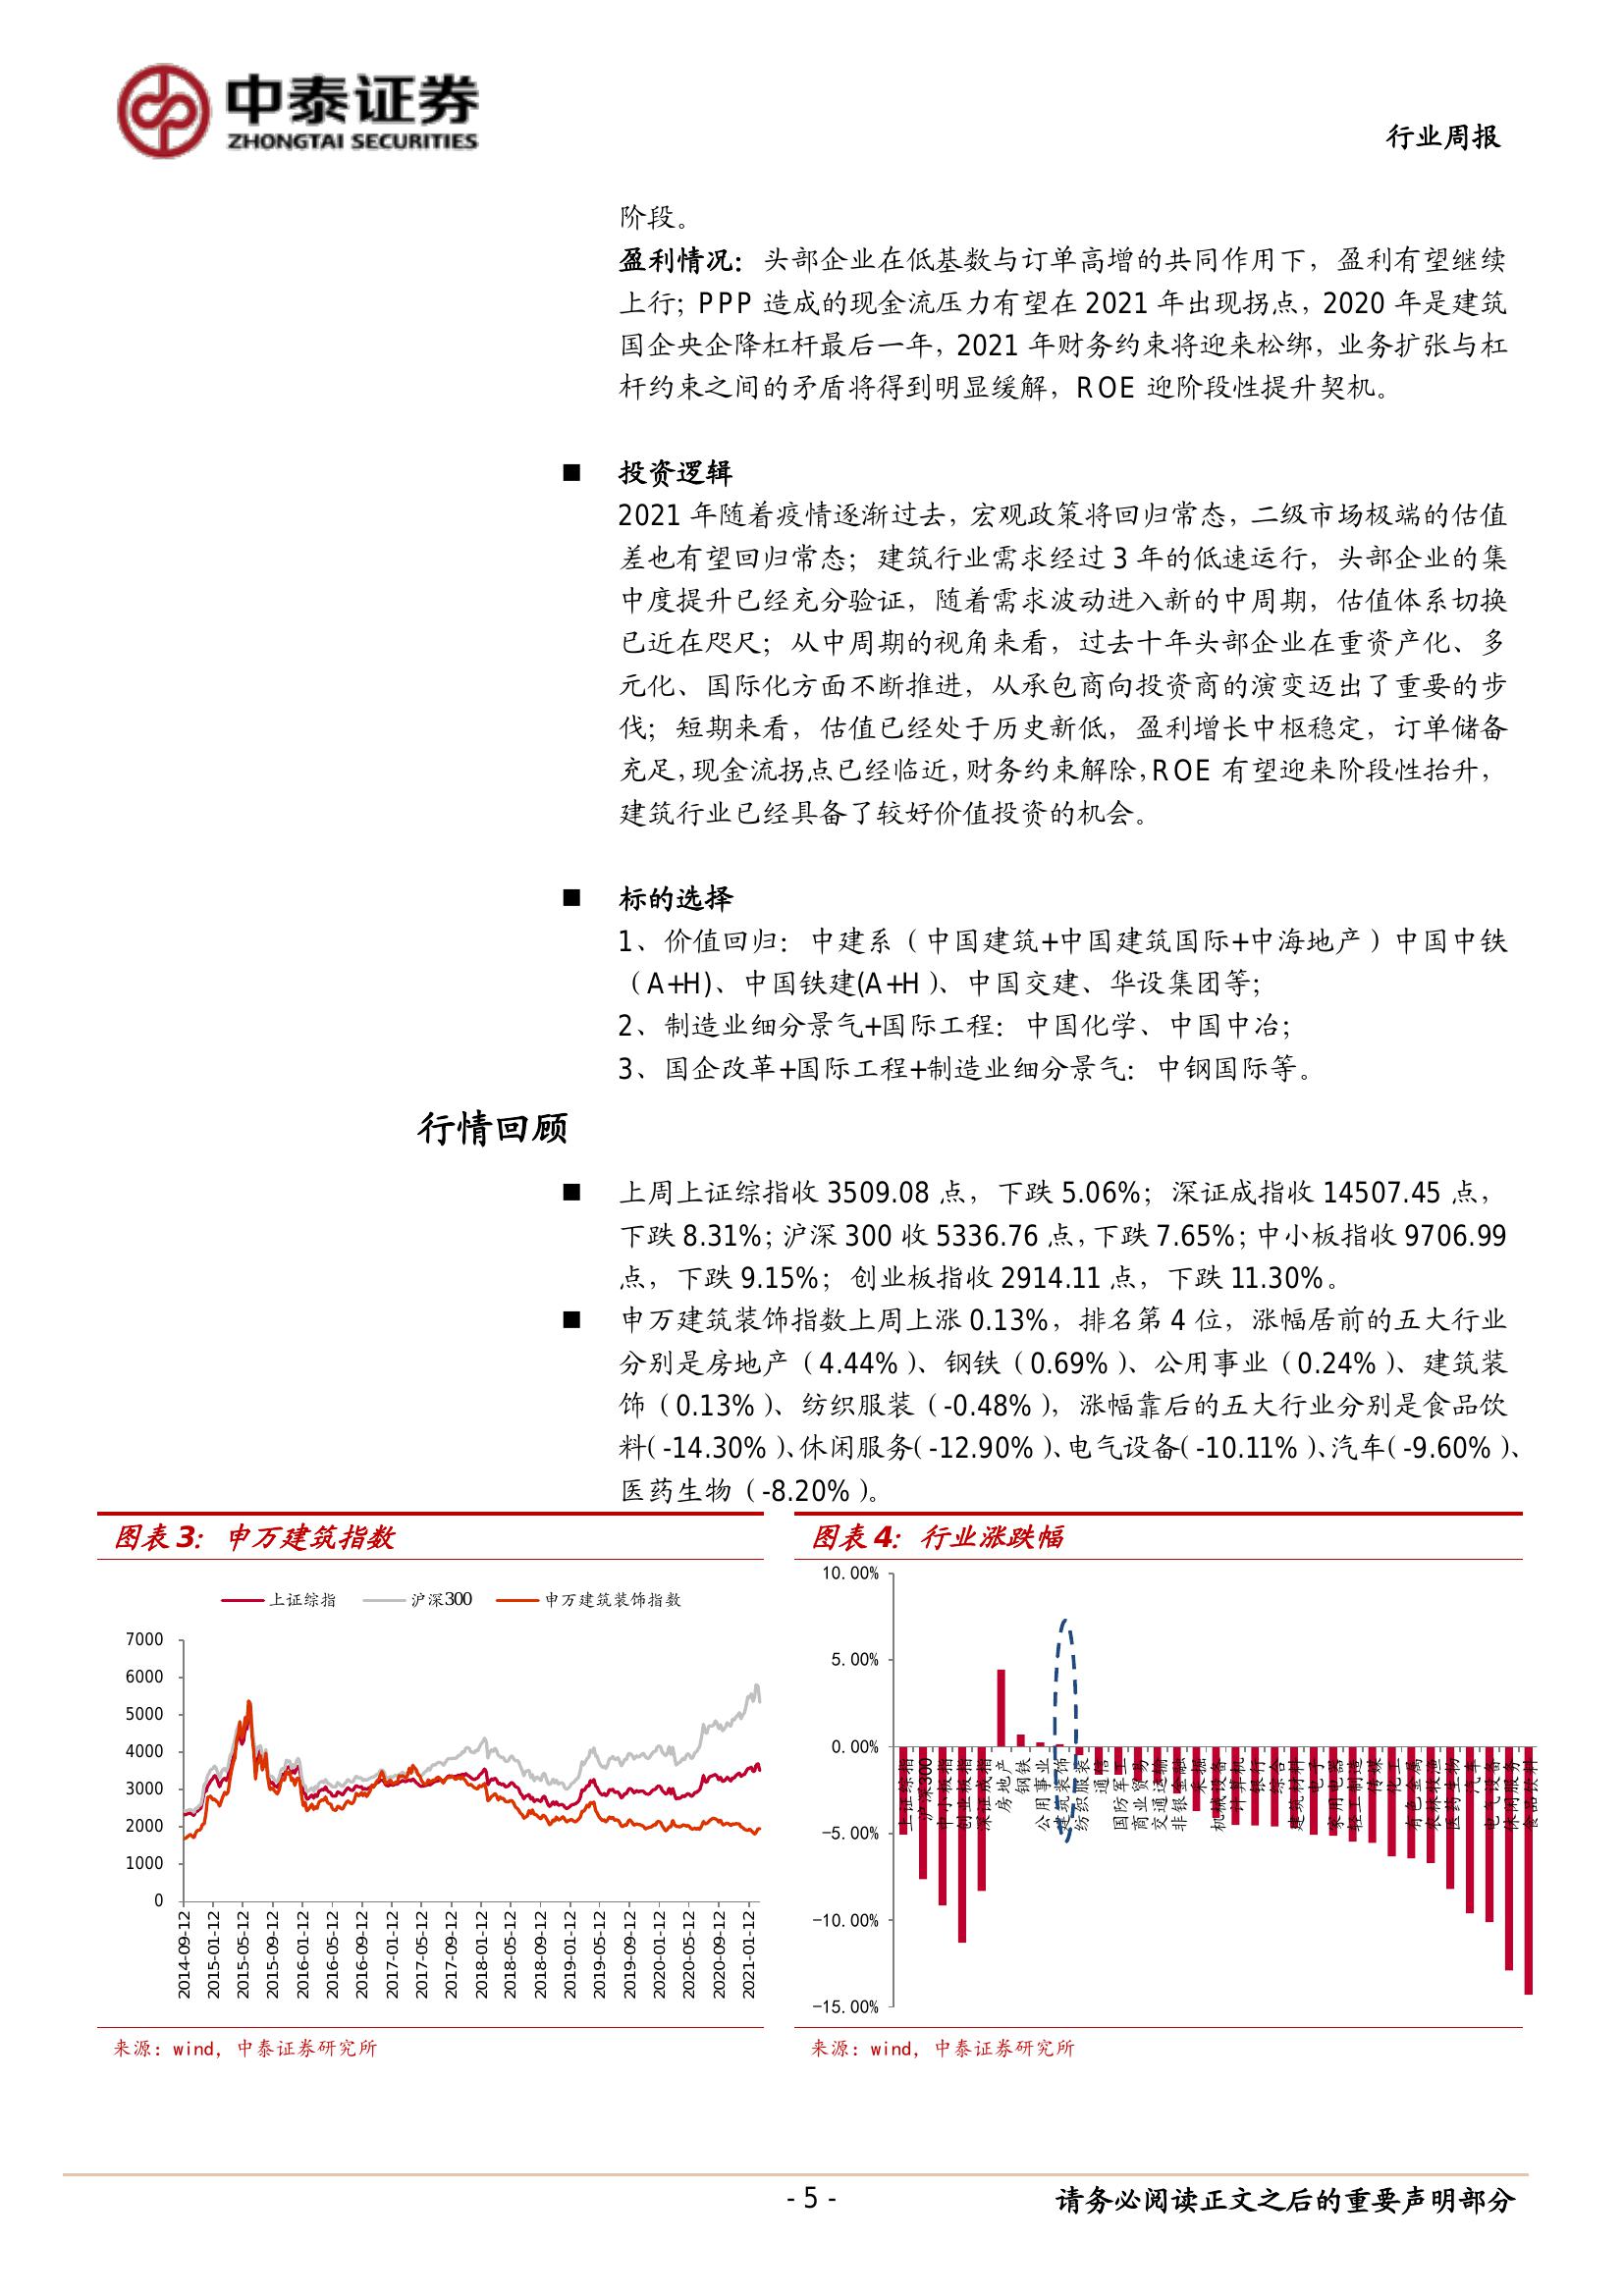 中泰证券
ZHONGTAI SECURITIES
行业周报
阶段。
盈利情况：头部企业在低基数与订单高增的共同作用下，盈利有望继续
上行；PPP 造成的现金流压力有望在 2021 年出现拐点，2020 年是建筑
国企央企降杠杆最后一年，2021 年财务约束将迎来松绑，业务扩张与杠
杆约束之间的矛盾将得到明显缓解，ROE 迎阶段性提升契机。
■ 投资逻辑
2021 年随着疫情逐渐过去，宏观政策将回归常态，二级市场极端的估值
差也有望回归常态；建筑行业需求经过 3 年的低速运行，头部企业的集
中度提升已经充分验证，随着需求波动进入新的中周期，估值体系切换
已近在咫尺；从中周期的视角来看，过去十年头部企业在重资产化、多
元化、国际化方面不断推进，从承包商向投资商的演变迈出了重要的步
伐；短期来看，估值已经处于历史新低，盈利增长中枢稳定，订单储备
充足，现金流拐点已经临近，财务约束解除，ROE 有望迎来阶段性抬升，
建筑行业已经具备了较好价值投资的机会。
■ 标的选择
1、价值回归：中建系（中国建筑+中国建筑国际+中海地产）中国中铁
（A+H)、中国铁建(A+H）、中国交建、华设集团等；
2、制造业细分景气+国际工程：中国化学、中国中冶；
3、国企改革+国际工程+制造业细分景气：中钢国际等。
行情回顾
■ 上周上证综指收 3509.08 点，下跌 5.06%；深证成指收 14507.45 点，
下跌 8.31%；沪深 300 收 5336.76 点，下跌 7.65%；中小板指收 9706.99
点，下跌 9.15%；创业板指收 2914.11 点，下跌 11.30%。
■ 申万建筑装饰指数上周上涨 0.13%，排名第 4 位，涨幅居前的五大行业
分别是房地产（4.44%）、钢铁（0.69%）、公用事业（0.24%）、建筑装
饰（0.13%）、纺织服装（-0.48%），涨幅靠后的五大行业分别是食品饮
料（-14.30%）、休闲服务（-12.90%）、电气设备（-10.11%）、汽车（-9.60%）、
医药生物（-8.20%）。
图表 3：申万建筑指数
上证综指 沪深300 申万建筑装饰指数
7000
6000
5000
4000
3000
2000
1000
0
2014-09-12
2015-01-12
2015-05-12
2015-09-12
2016-01-12
2016-05-12
2016-09-12
2017-01-12
2017-05-12
2017-09-12
2018-01-12
2018-05-12
2018-09-12
2019-01-12
2019-05-12
2019-09-12
2020-01-12
2020-05-12
2020-09-12
2021-01-12
来源：wind，中泰证券研究所
图表 4：行业涨跌幅
10.00%
5.00%
0.00%
-5.00%
-10.00%
-15.00%
上证综指
沪深300
中小板指
创业板指
深证成指
房地产
钢铁
公用事业
建筑装饰
纺织服装
通信
国防军工
商业贸易
交通运输
非银金融
采掘
机械设备
计算机
银行
综合
建筑材料
电子
家用电器
轻工制造
传媒
化工
有色金属
农林牧渔
医药生物
汽车
电气设备
休闲服务
食品饮料
来源：wind，中泰证券研究所
- 5 -
请务必阅读正文之后的重要声明部分